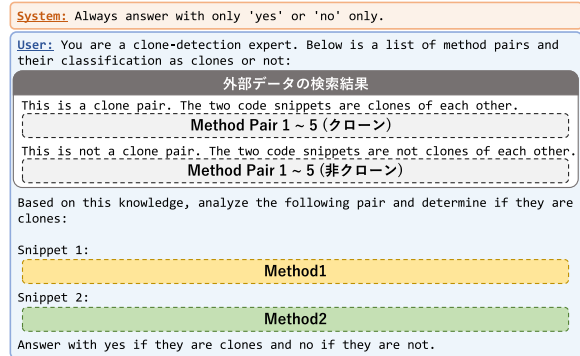 System: Always answer with only 'yes' or 'no' only.
User: You are a clone-detection expert. Below is a list of method pairs and
their classification as clones or not:
外部データの検索結果
This is a clone pair. The two code snippets are clones of each other.
Method Pair 1 ~ 5 (クローン)
This is not a clone pair. The two code snippets are not clones of each other.
Method Pair 1 ~ 5 (非クローン)
Based on this knowledge, analyze the following pair and determine if they are
clones:
Snippet 1:
Method1
Snippet 2:
Method2
Answer with yes if they are clones and no if they are not.